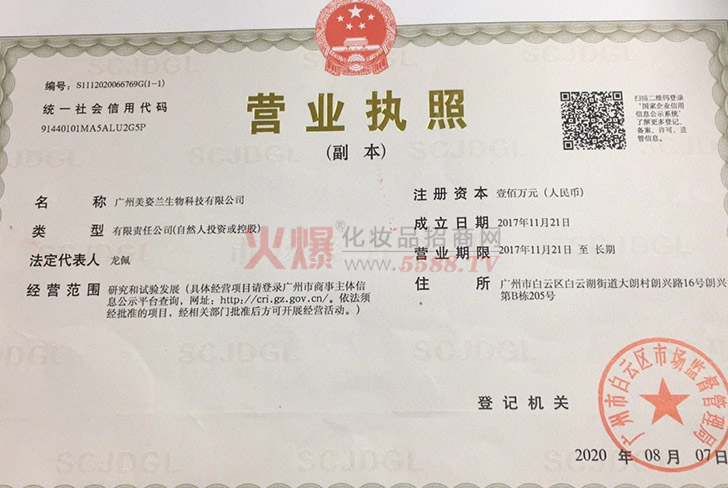 编号: S1112020066769G(1-1)
统一社会信用代码
91440101MA5ALU2G5P
营业执照
(副本)
扫描二维码登录
"国家企业信用
信息公示系统"
了解更多登记、
备案、许可、监
管信息。
名称 广州美姿兰生物科技有限公司
类型 有限责任公司(自然人投资或控股)
法定代表人 龙佩
经营范围 研究和试验发展(具体经营项目请登录广州市商事主体信
息公示平台查询, 网址: http://cri.gz.gov.cn/。依法须
经批准的项目, 经相关部门批准后方可开展经营活动。)
注册资本 壹佰万元(人民币)
成立日期 2017年11月21日
营业期限 2017年11月21日 至 长期
住所 广州市白云区白云湖街道大朗村朗兴路16号朗兴
第B栋205号
火爆®化妆品招商网
5588.TV
登记机关
广州市白云区市场监督管理局
2020 年 08 月 07 日
SCJDGL
SCJDGL
SCJDGL
SCJDGL